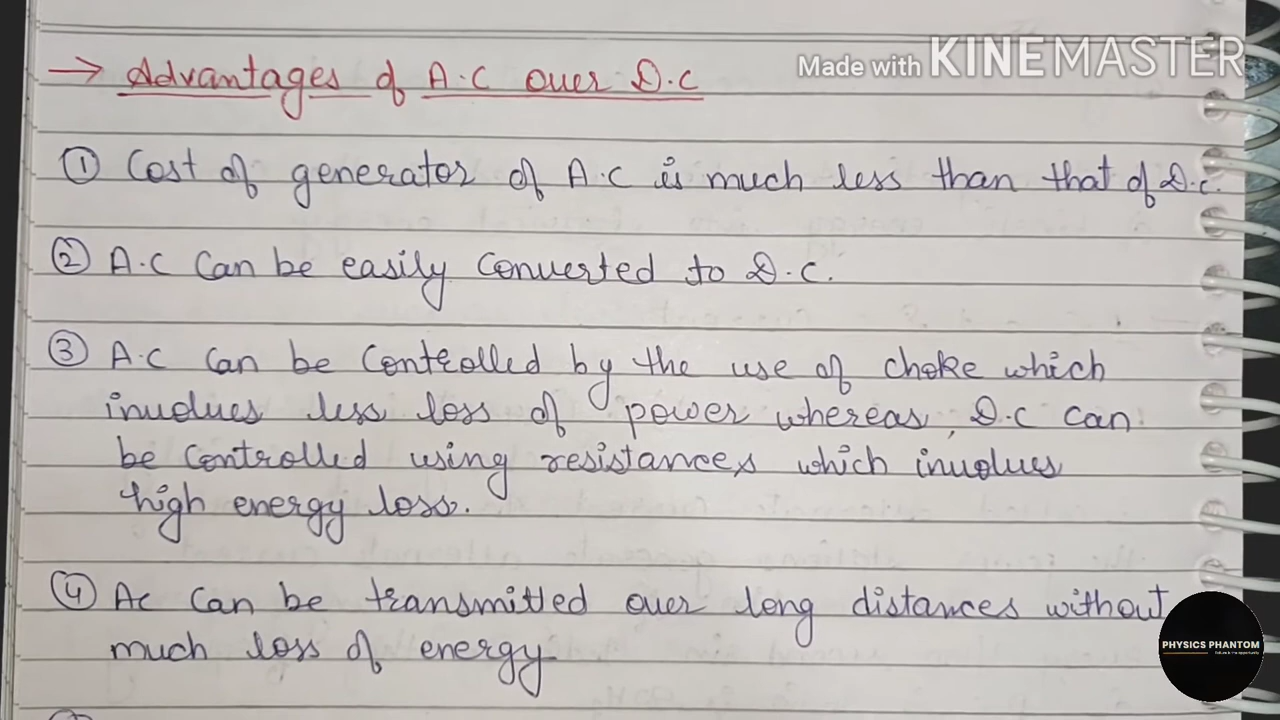 Made with KINEMASTER
→ Advantages of A.C over D.C
① Cost of generator of A.C is much less than that of D.C.
② A.C can be easily converted to D.C.
③ A.C can be controlled by the use of choke which
involves less loss of power whereas, D.C can
be controlled using resistances which involves
high energy loss.
④ AC can be transmitted over long distances without
much loss of energy
PHYSICS PHANTOM